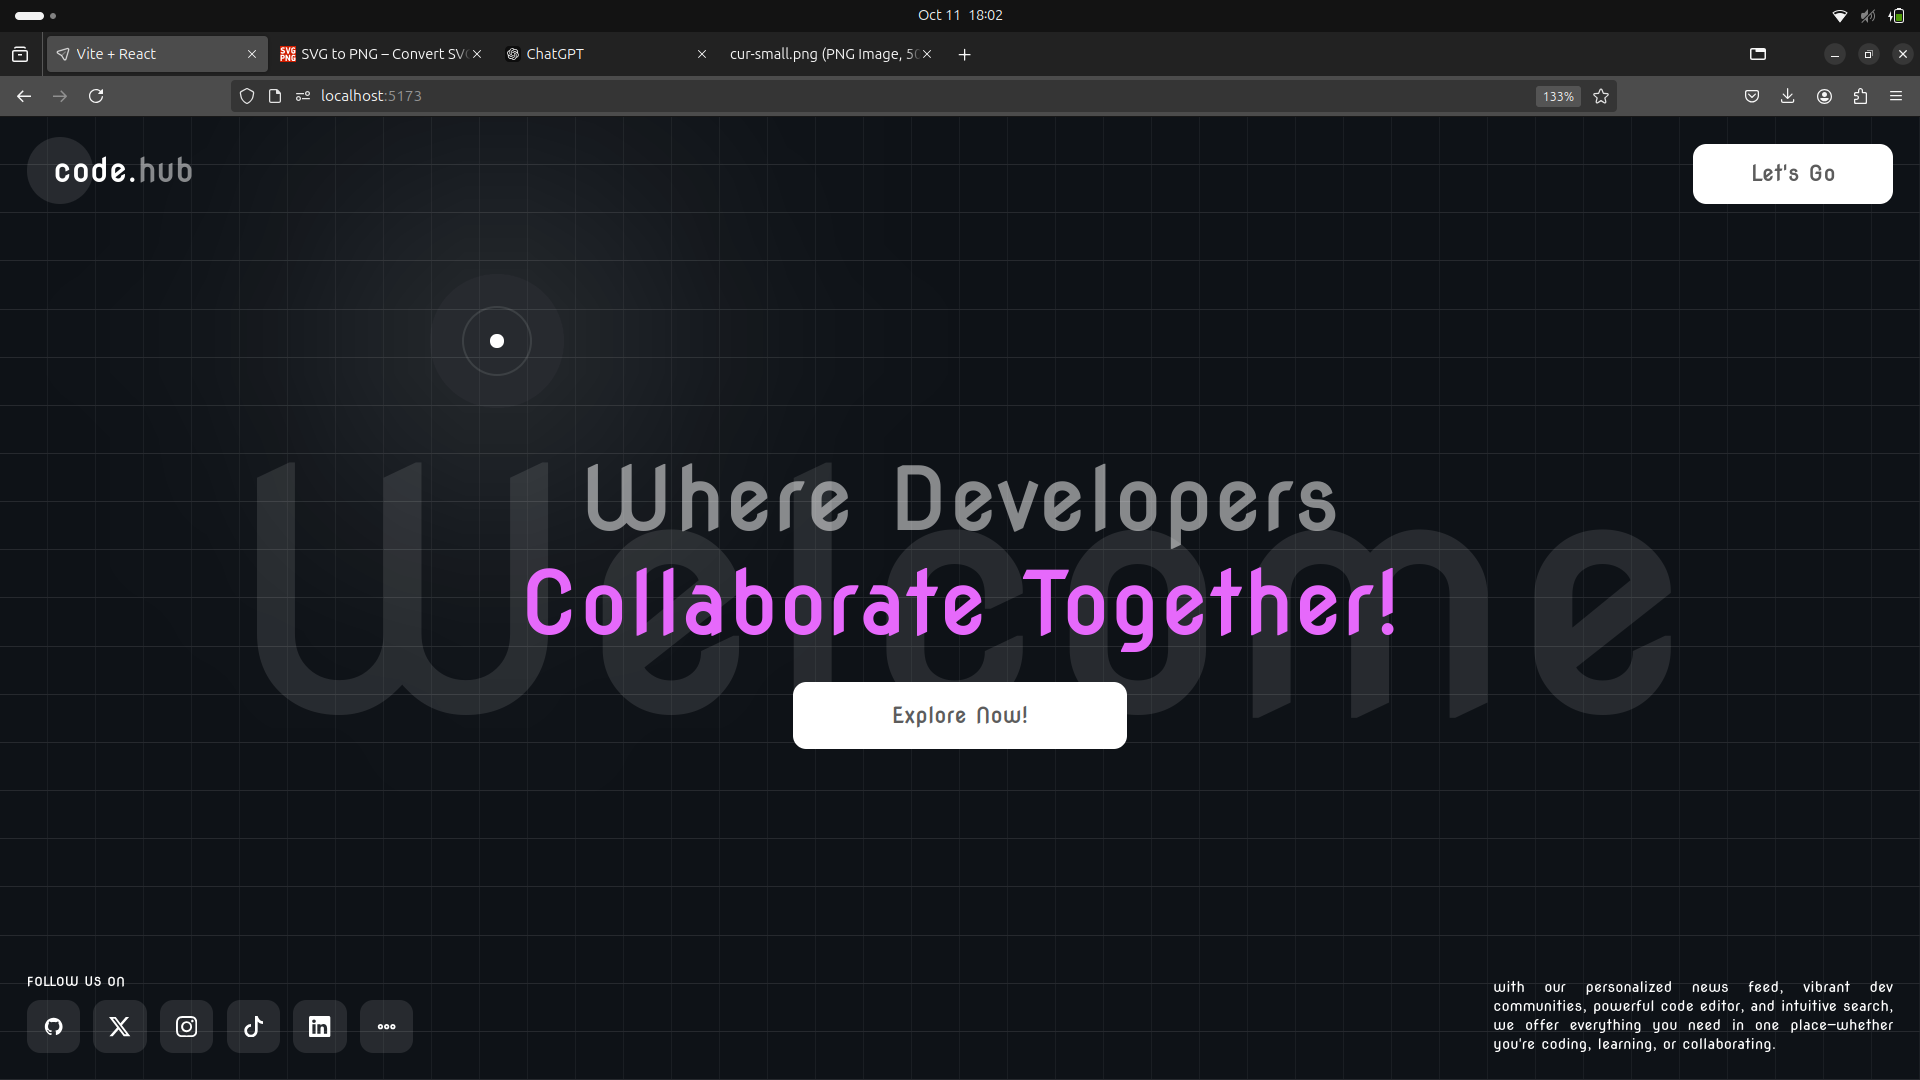 Oct 11 18:02
Vite + React
SVG to PNG – Convert SV
ChatGPT
cur-small.png (PNG Image, 50
localhost:5173
133%
code.hub
Let's Go
Welcome
Where Developers
Collaborate Together!
Explore Now!
FOLLOW US ON
with our personalized news feed, vibrant dev
communities, powerful code editor, and intuitive search,
we offer everything you need in one place—whether
you're coding, learning, or collaborating.